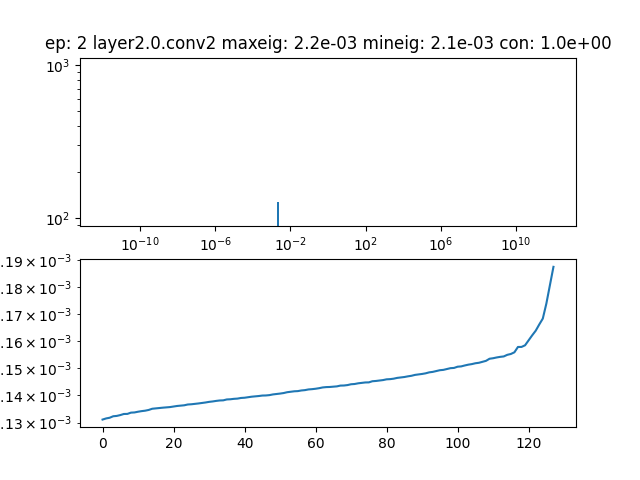 ep: 2 layer2.0.conv2 maxeig: 2.2e-03 mineig: 2.1e-03 con: 1.0e+00
10³
10²
10⁻¹⁰ 10⁻⁶ 10⁻² 10² 10⁶ 10¹⁰
.19 × 10⁻³
.18 × 10⁻³
.17 × 10⁻³
.16 × 10⁻³
.15 × 10⁻³
.14 × 10⁻³
.13 × 10⁻³
0 20 40 60 80 100 120